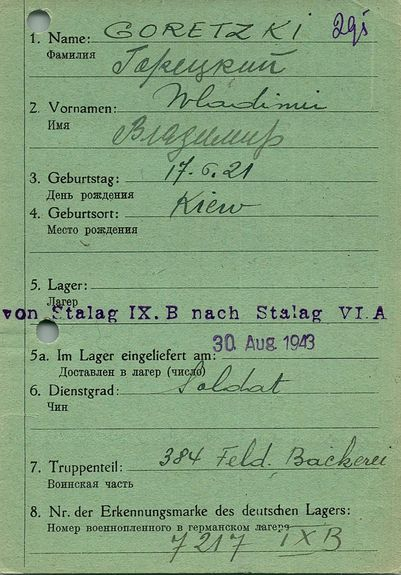 1. Name: GORETZKI
Фамилия Горецкий
2. Vornamen: Wladimir
Имя Владимир
3. Geburtstag: 17.6.21
День рождения
4. Geburtsort: Kiew
Место рождения
5. Lager:
Лагерь
von Stalag IX.B nach Stalag VI.A
30. Aug. 1943
5a. Im Lager eingeliefert am:
Доставлен в лагер (число)
6. Dienstgrad: Soldat
Чин
7. Truppenteil: 384 Feld. Bäckerei
Воинская часть
8. Nr. der Erkennungsmarke des deutschen Lagers:
Номер военнопленного в германском лагере
7217 IXB